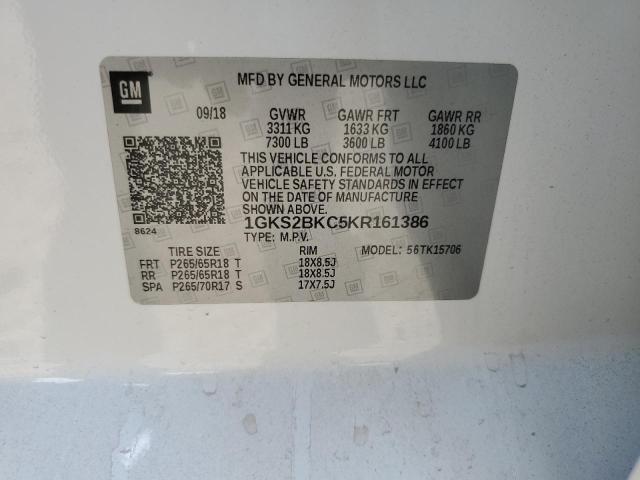 GM
MFD BY GENERAL MOTORS LLC
09/18 GVWR GAWR FRT GAWR RR
3311 KG 1633 KG 1860 KG
7300 LB 3600 LB 4100 LB
THIS VEHICLE CONFORMS TO ALL
APPLICABLE U.S. FEDERAL MOTOR
VEHICLE SAFETY STANDARDS IN EFFECT
ON THE DATE OF MANUFACTURE SHOWN ABOVE.
1GKS2BKC5KR161386
8624
TYPE: M.P.V. MODEL: 56TK15706
TIRE SIZE RIM
FRT P265/65R18 T 18X8.5J
RR P265/65R18 T 18X8.5J
SPA P265/70R17 S 17X7.5J